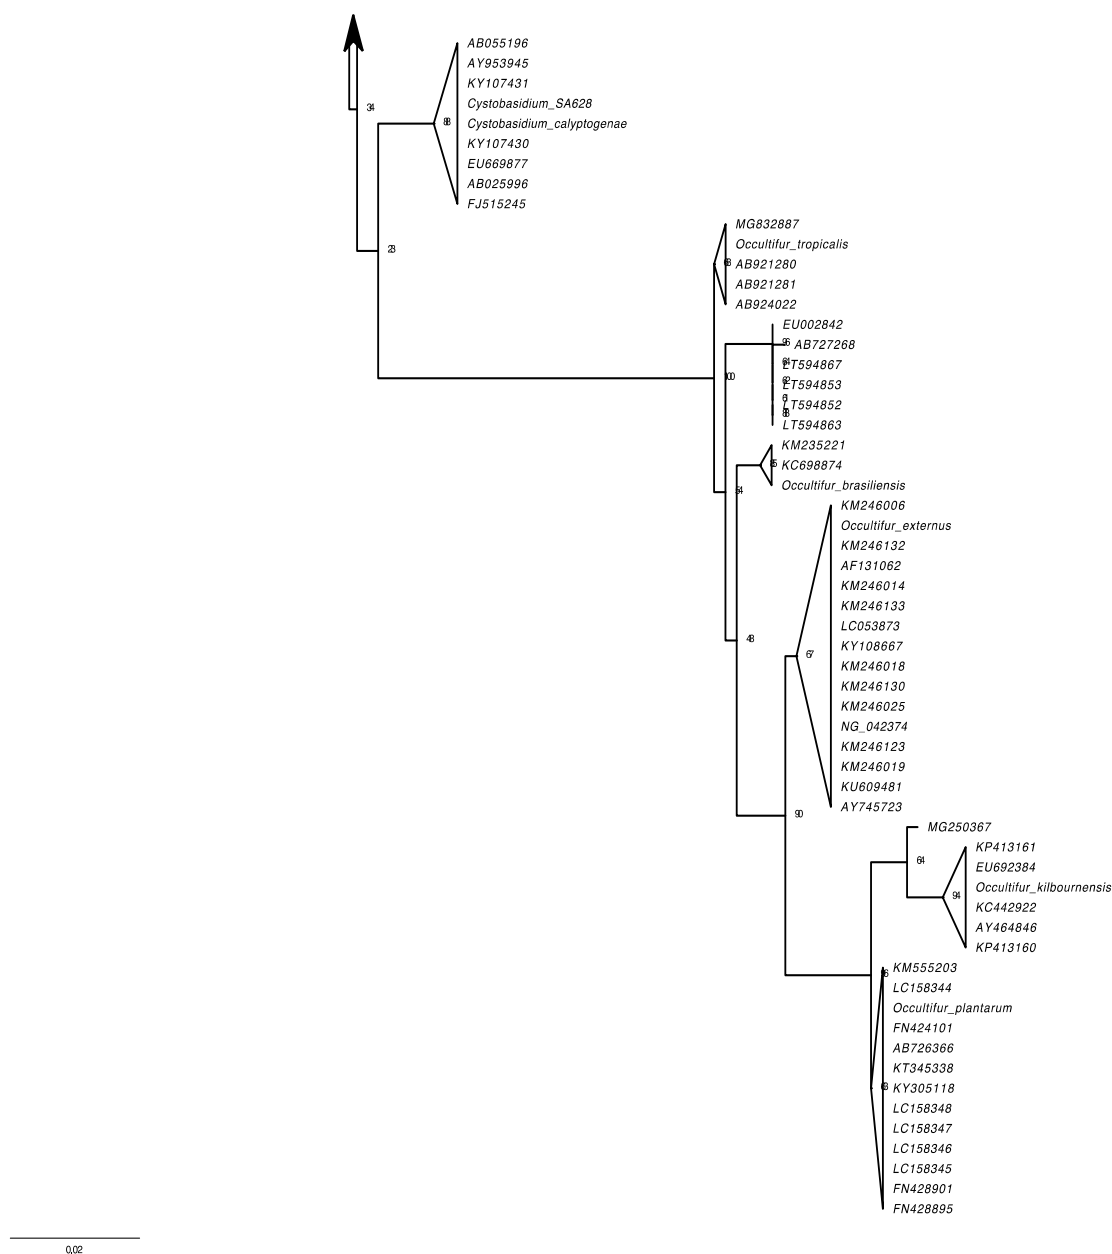 AB055196
AY953945
KY107431
34
Cystobasidium_SA628
Cystobasidium_calyptogenae
KY107430
EU669877
AB025996
FJ515245
MG832887
Occultifur_tropicalis
23
AB921280
AB921281
AB924022
EU002842
AB727268
LT594867
100
LT594853
LT594852
LT594863
KM235221
KC698874
Occultifur_brasiliensis
54
KM246006
Occultifur_externus
KM246132
AF131062
KM246014
KM246133
LC053873
48
KY108667
67
KM246018
KM246130
KM246025
NG_042374
KM246123
KM246019
KU609481
AY745723
90
MG250367
KP413161
64
EU692384
Occultifur_kilbournensis
94
KC442922
AY464846
KP413160
KM555203
LC158344
Occultifur_plantarum
FN424101
AB726366
KT345338
KY305118
LC158348
LC158347
LC158346
LC158345
FN428901
FN428895
0.02